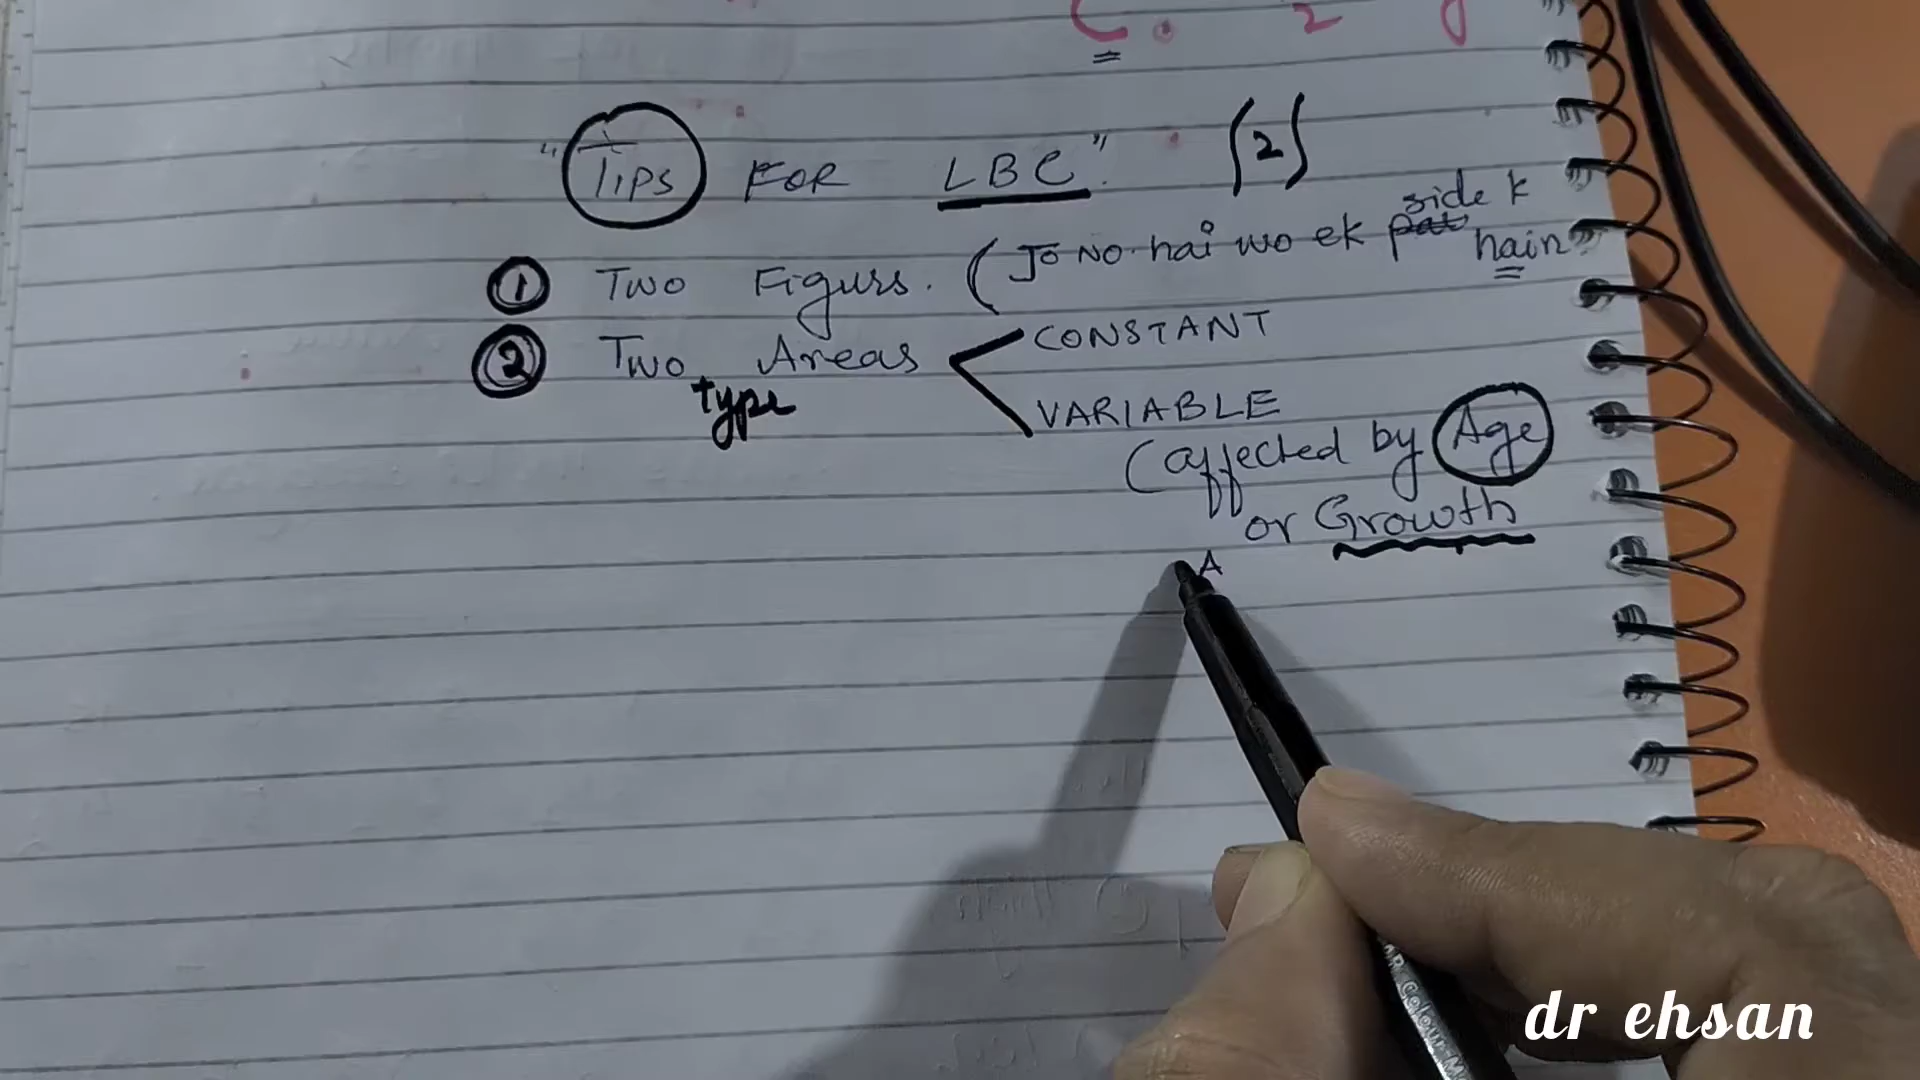 "Tips FOR LBC". (2)
① Two Figurs. (Jo No. hai wo ek side k hain
② Two type Areas
CONSTANT
VARIABLE
(affected by Age
or Growth
A
dr ehsan